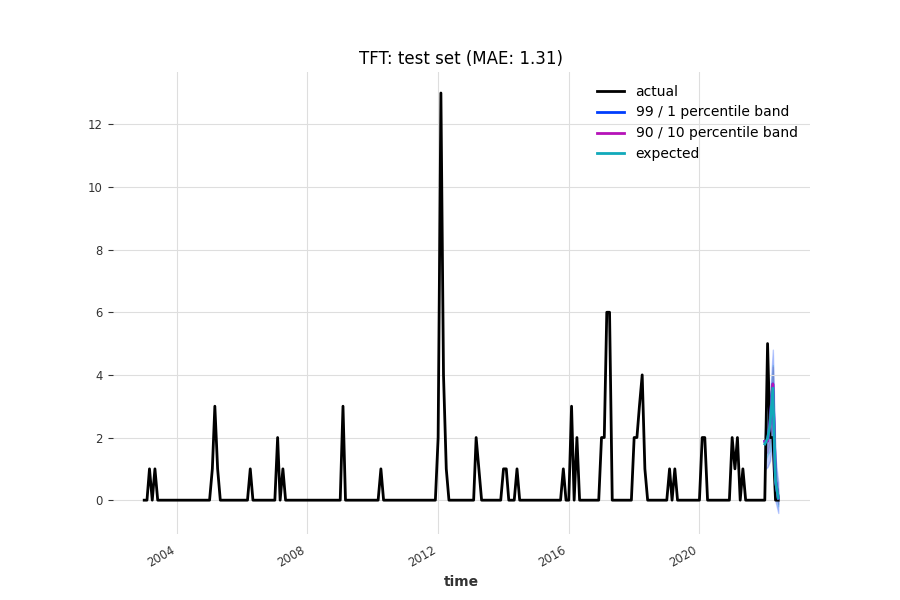 TFT: test set (MAE: 1.31)
actual
99 / 1 percentile band
90 / 10 percentile band
expected
12
10
8
6
4
2
0
2004
2008
2012
2016
2020
time